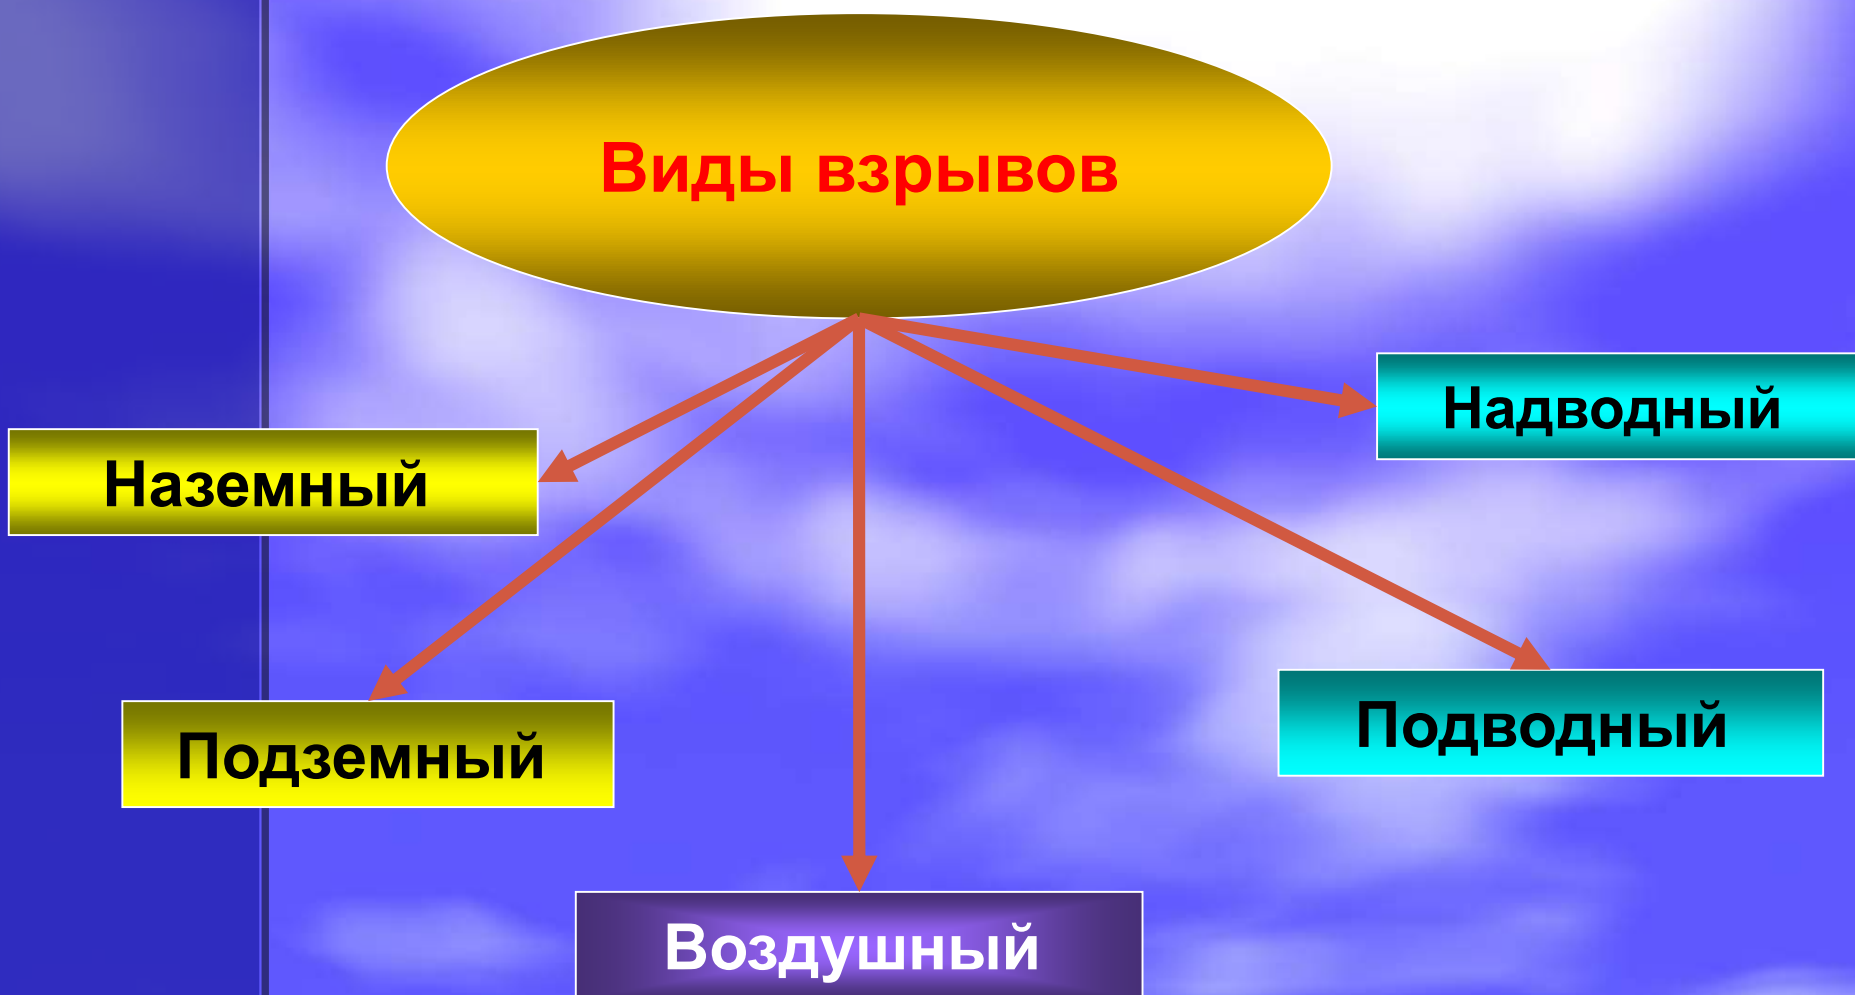 Виды взрывов
Надводный
Наземный
Подводный
Подземный
Воздушный